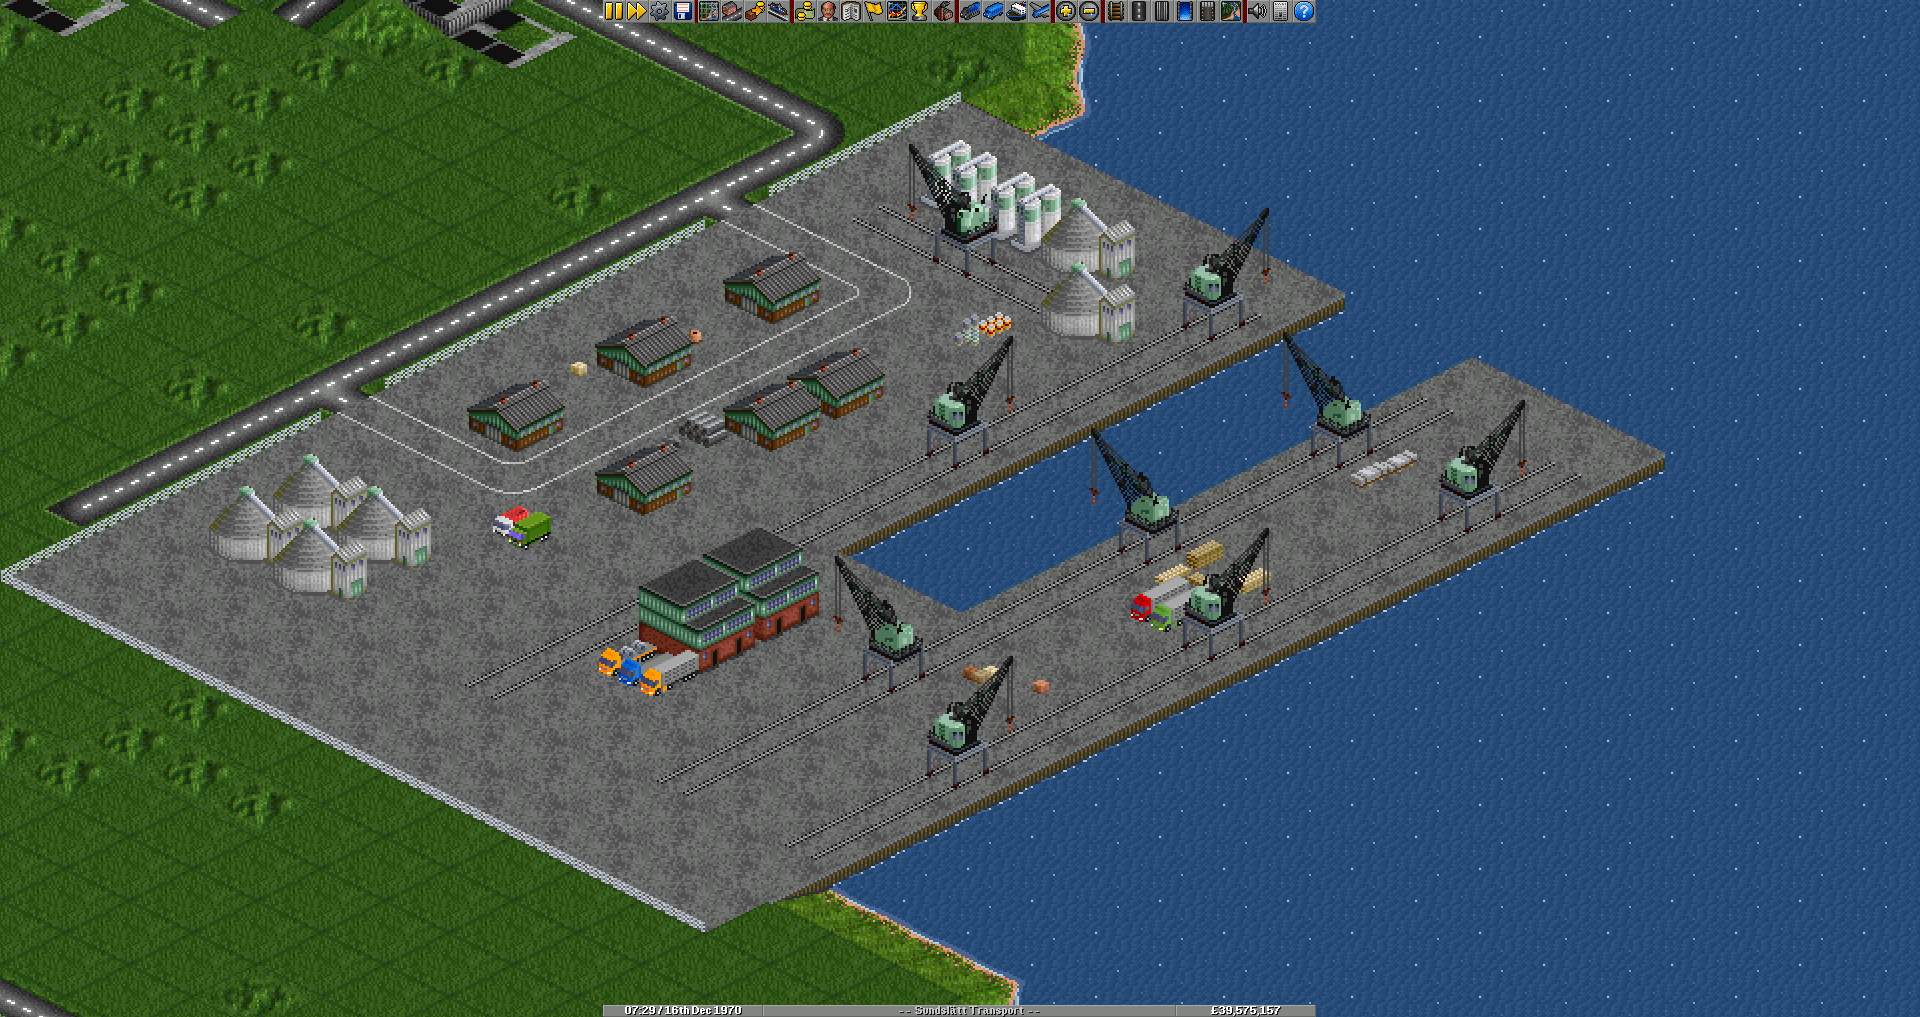 07:29 / 16th Dec 1970
-- Sundslätt Transport --
£39,575,157